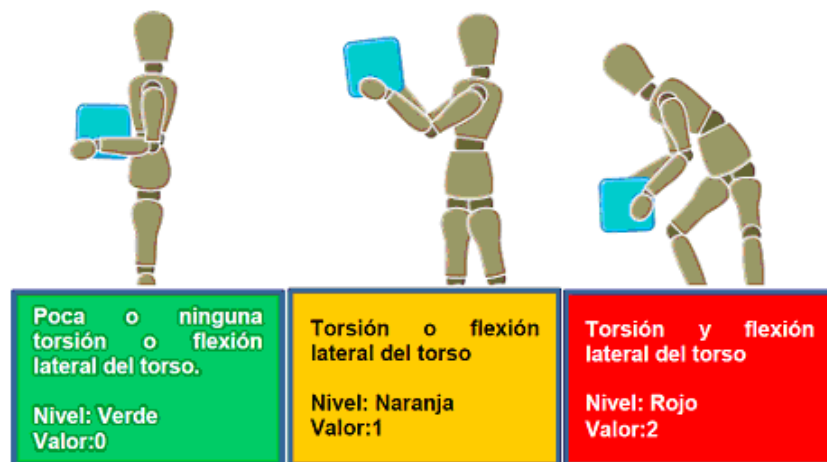 Poca o ninguna
torsión o flexión
lateral del torso.
Nivel: Verde
Valor:0
Torsión o flexión
lateral del torso
Nivel: Naranja
Valor:1
Torsión y flexión
lateral del torso
Nivel: Rojo
Valor:2